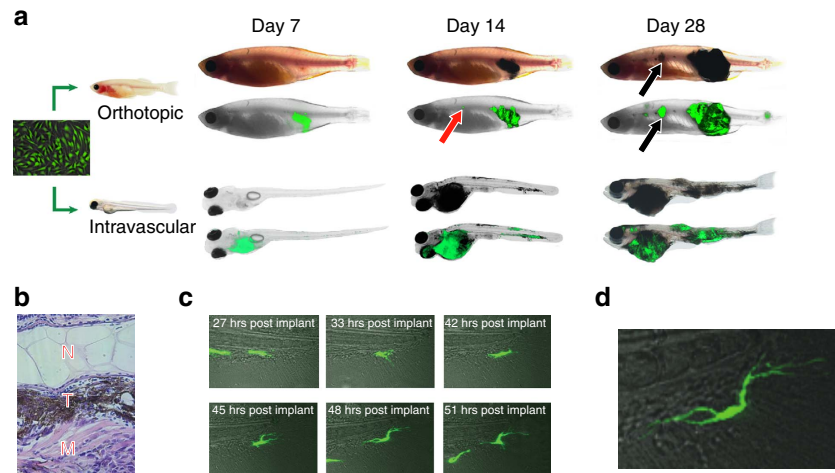 a
Day 7
Day 14
Day 28
Orthotopic
Intravascular
b
N
T
M
c
27 hrs post implant
33 hrs post implant
42 hrs post implant
45 hrs post implant
48 hrs post implant
51 hrs post implant
d